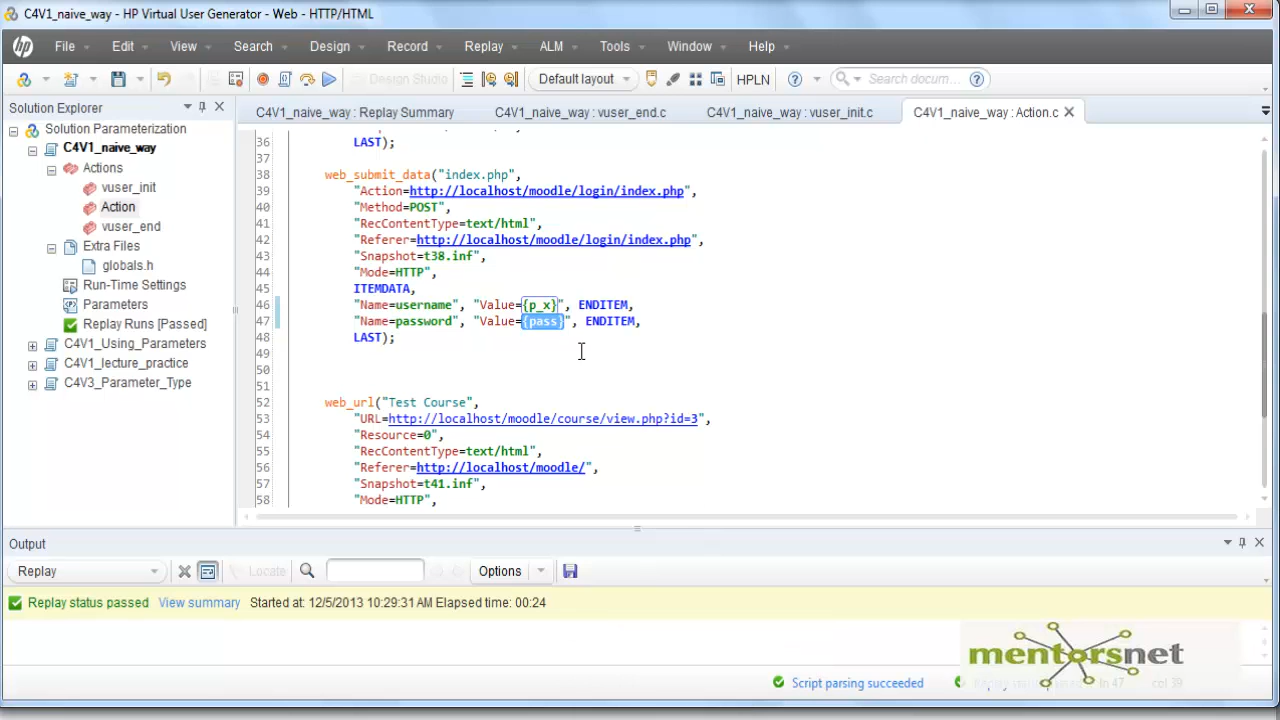 C4V1_naive_way - HP Virtual User Generator - Web - HTTP/HTML
hp File Edit View Search Design Record Replay ALM Tools Window Help
Design Studio Default layout HPLN Search docum...
Solution Explorer
Solution Parameterization
C4V1_naive_way
Actions
vuser_init
Action
vuser_end
Extra Files
globals.h
Run-Time Settings
Parameters
Replay Runs [Passed]
C4V1_Using_Parameters
C4V1_lecture_practice
C4V3_Parameter_Type
C4V1_naive_way : Replay Summary C4V1_naive_way : vuser_end.c C4V1_naive_way : vuser_init.c C4V1_naive_way : Action.c
36 LAST);
37
38 web_submit_data("index.php",
39 "Action=http://localhost/moodle/login/index.php",
40 "Method=POST",
41 "RecContentType=text/html",
42 "Referer=http://localhost/moodle/login/index.php",
43 "Snapshot=t38.inf",
44 "Mode=HTTP",
45 ITEMDATA,
46 "Name=username", "Value={p_x}", ENDITEM,
47 "Name=password", "Value={pass}", ENDITEM,
48 LAST);
49
50
51
52 web_url("Test Course",
53 "URL=http://localhost/moodle/course/view.php?id=3",
54 "Resource=0",
55 "RecContentType=text/html",
56 "Referer=http://localhost/moodle/",
57 "Snapshot=t41.inf",
58 "Mode=HTTP",
Output
Replay Locate Options
Replay status passed View summary Started at: 12/5/2013 10:29:31 AM Elapsed time: 00:24
mentorsnet
Script parsing succeeded ln 47 col 39